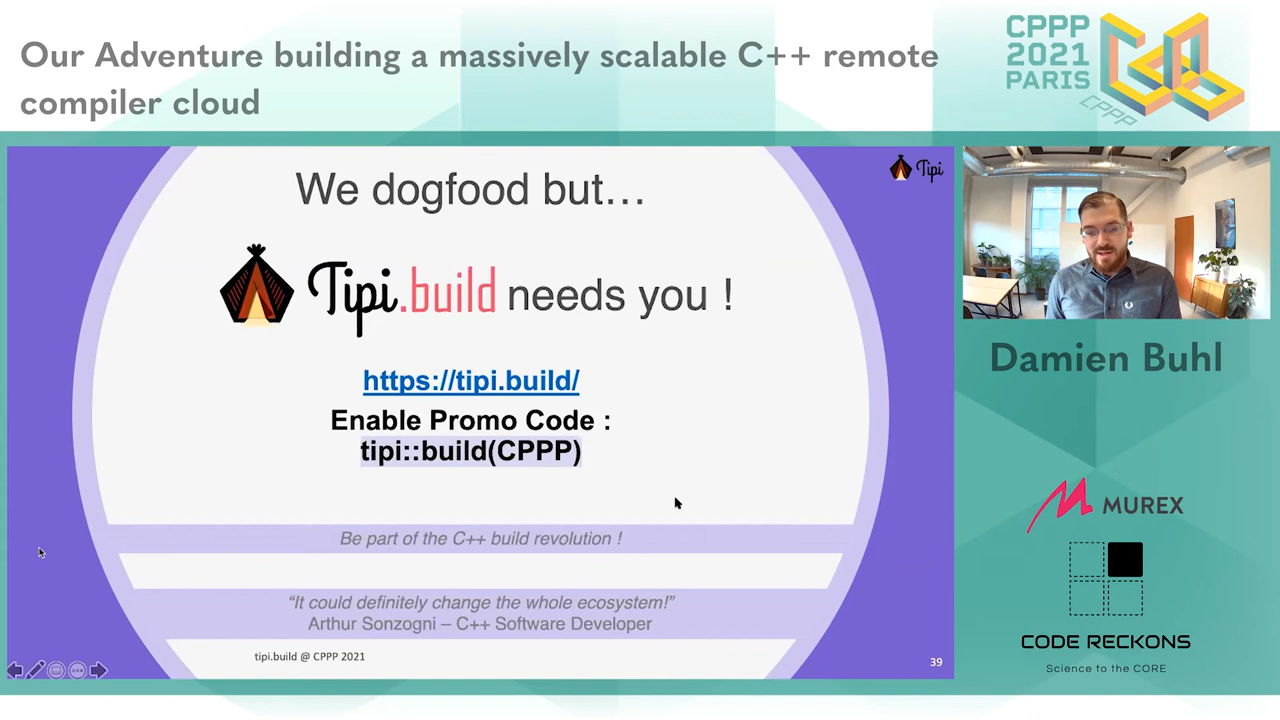 Our Adventure building a massively scalable C++ remote
compiler cloud
CPPP
2021
PARIS
CPPP
Tipi
We dogfood but...
Tipi.build needs you !
https://tipi.build/
Enable Promo Code :
tipi::build(CPPP)
Be part of the C++ build revolution !
“It could definitely change the whole ecosystem!”
Arthur Sonzogni – C++ Software Developer
tipi.build @ CPPP 2021
39
Damien Buhl
MUREX
CODE RECKONS
Science to the CORE